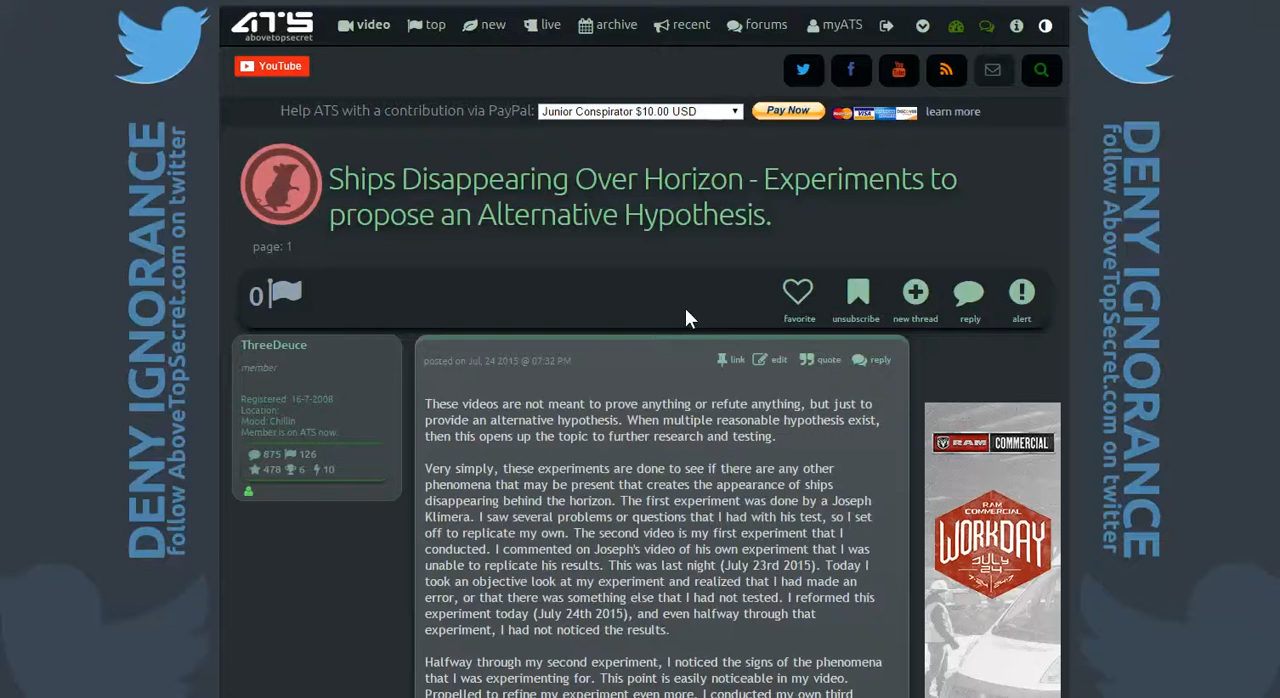 ATS
abovetopsecret
video
top
new
live
archive
recent
forums
myATS
YouTube
Help ATS with a contribution via PayPal:
Junior Conspirator $10.00 USD
Pay Now
VISA
learn more
Ships Disappearing Over Horizon - Experiments to
propose an Alternative Hypothesis.
page: 1
0
favorite
unsubscribe
new thread
reply
alert
ThreeDeuce
member
Registered: 16-7-2008
Location:
Mood: Chillin
Member is on ATS now.
875 126
478 6 10
posted on Jul, 24 2015 @ 07:32 PM
link
edit
quote
reply
These videos are not meant to prove anything or refute anything, but just to
provide an alternative hypothesis. When multiple reasonable hypothesis exist,
then this opens up the topic to further research and testing.
Very simply, these experiments are done to see if there are any other
phenomena that may be present that creates the appearance of ships
disappearing behind the horizon. The first experiment was done by a Joseph
Klimera. I saw several problems or questions that I had with his test, so I set
off to replicate my own. The second video is my first experiment that I
conducted. I commented on Joseph's video of his own experiment that I was
unable to replicate his results. This was last night (July 23rd 2015). Today I
took an objective look at my experiment and realized that I had made an
error, or that there was something else that I had not tested. I reformed this
experiment today (July 24th 2015), and even halfway through that
experiment, I had not noticed the results.
Halfway through my second experiment, I noticed the signs of the phenomena
that I was experimenting for. This point is easily noticeable in my video.
Propelled to refine my experiment even more, I conducted my own third
RAM COMMERCIAL
RAM
COMMERCIAL
WORKDAY
JULY
24
DENY IGNORANCE
follow AboveTopSecret.com on twitter
DENY IGNORANCE
follow AboveTopSecret.com on twitter